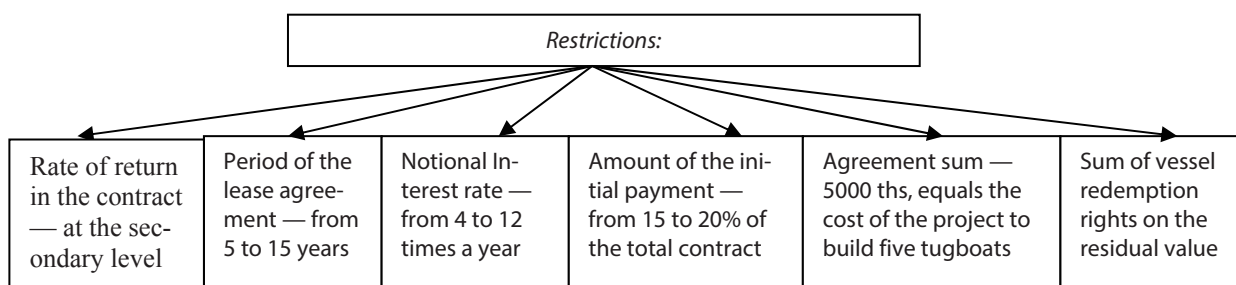 Restrictions:
Rate of return
in the contract
— at the sec-
ondary level
Period of the
lease agree-
ment — from
5 to 15 years
Notional In-
terest rate —
from 4 to 12
times a year
Amount of the ini-
tial payment —
from 15 to 20% of
the total contract
Agreement sum —
5000 ths, equals the
cost of the project to
build five tugboats
Sum of vessel
redemption
rights on the
residual value